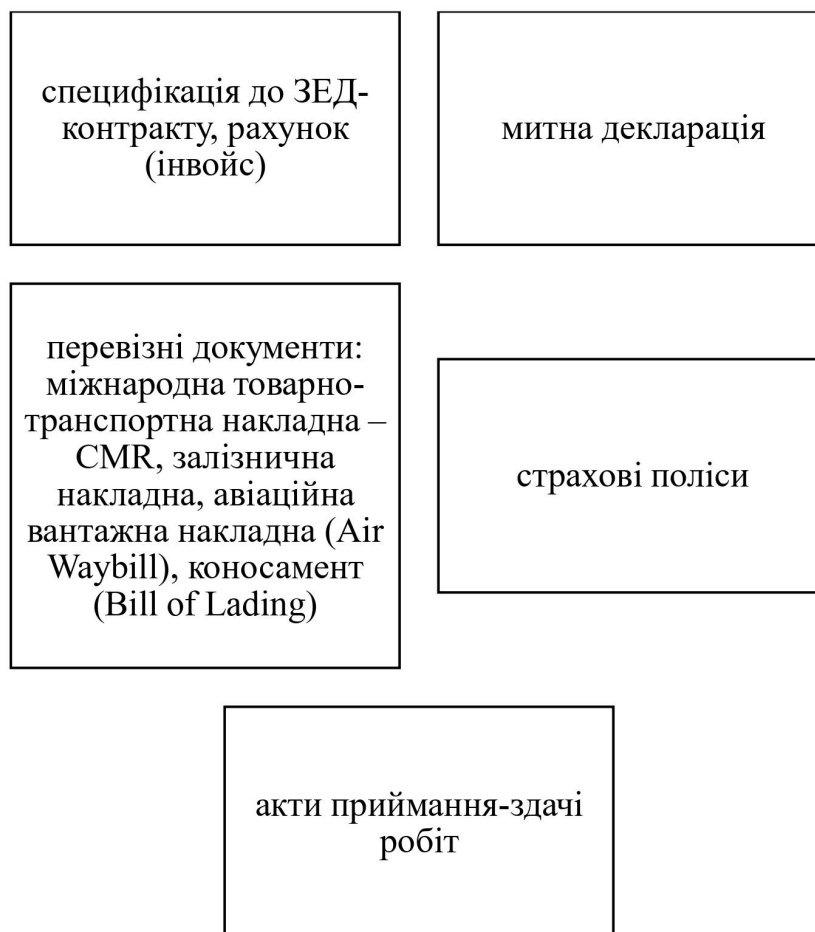 специфікація до ЗЕД-
контракту, рахунок
(інвойс)
митна декларація
перевізні документи:
міжнародна товарно-
транспортна накладна –
CMR, залізнична
накладна, авіаційна
вантажна накладна (Air
Waybill), коносамент
(Bill of Lading)
страхові поліси
акти приймання-здачі
робіт